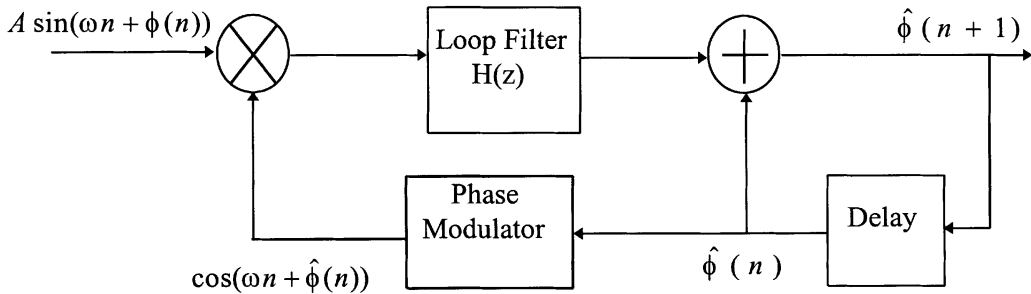 A sin(ωn + ϕ(n))
Loop Filter
H(z)
ϕ̂ (n + 1)
Phase
Modulator
Delay
cos(ωn + ϕ̂(n))
ϕ̂ (n)